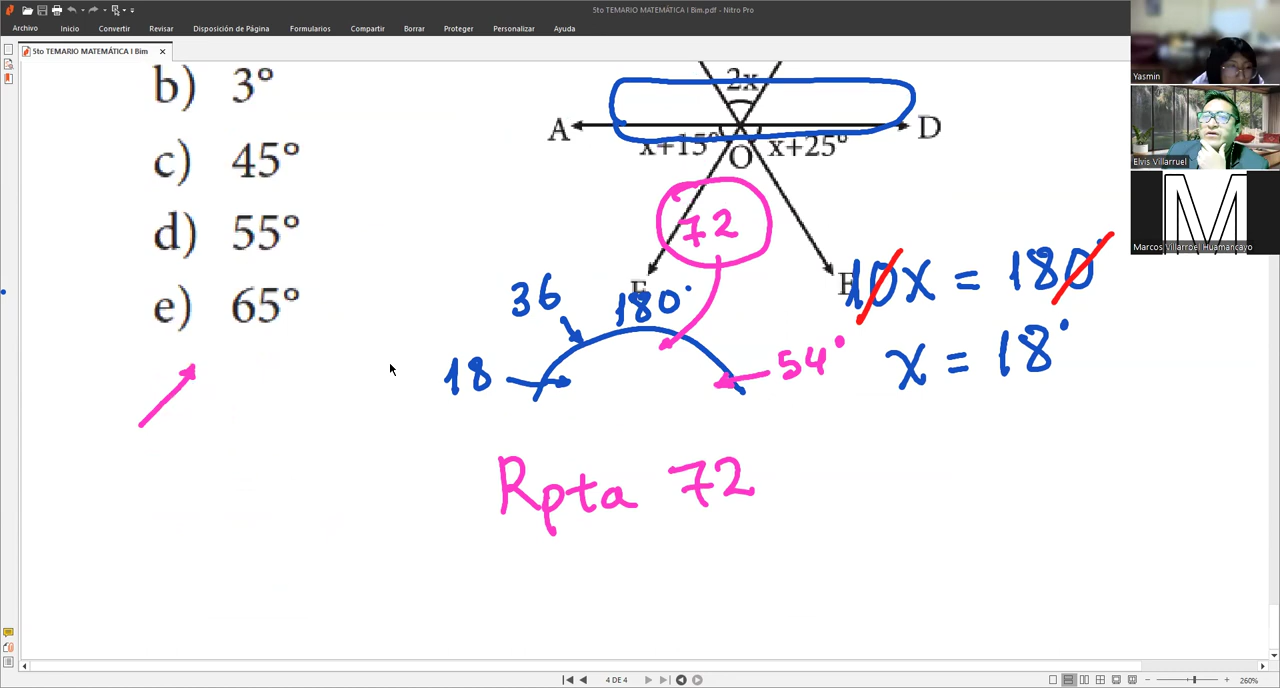 5to TEMARIO MATEMÁTICA I Bim.pdf - Nitro Pro
Archivo Inicio Convertir Revisar Disposición de Página Formularios Compartir Borrar Proteger Personalizar Ayuda
5to TEMARIO MATEMÁTICA I Bim
Yasmin
Elvis Villarruel
M
Marcos Villarroel Huamancayo
b) 3°
c) 45°
d) 55°
e) 65°
2x
A D
x+15° O x+25°
72
10x = 180°
36 180°
x = 18°
18 54°
Rpta 72
4 DE 4
260%